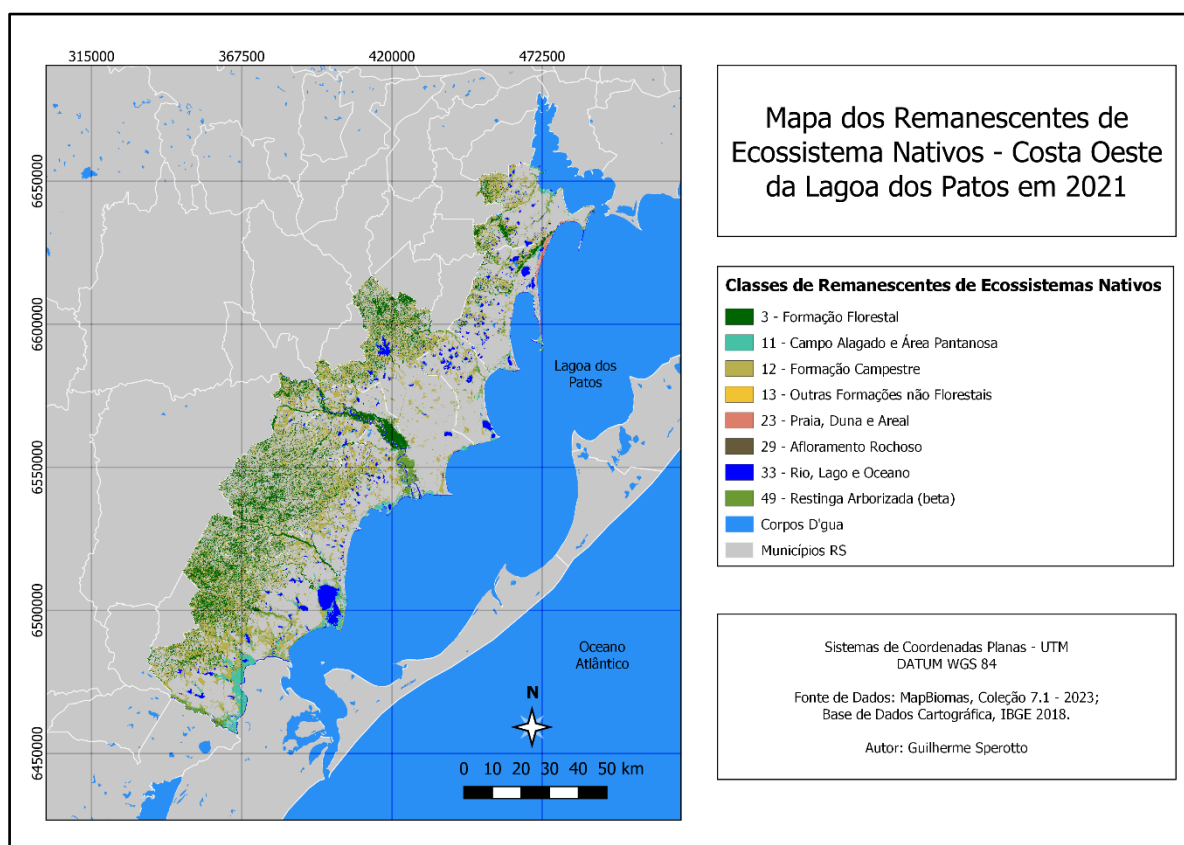 315000
367500
420000
472500
6650000
6600000
6550000
6500000
6450000
Lagoa dos
Patos
Oceano
Atlântico
N
0 10 20 30 40 50 km
Mapa dos Remanescentes de
Ecossistema Nativos - Costa Oeste
da Lagoa dos Patos em 2021
Classes de Remanescentes de Ecossistemas Nativos
3 - Formação Florestal
11 - Campo Alagado e Área Pantanosa
12 - Formação Campestre
13 - Outras Formações não Florestais
23 - Praia, Duna e Areal
29 - Afloramento Rochoso
33 - Rio, Lago e Oceano
49 - Restinga Arborizada (beta)
Corpos D'gua
Municípios RS
Sistemas de Coordenadas Planas - UTM
DATUM WGS 84
Fonte de Dados: MapBiomas, Coleção 7.1 - 2023;
Base de Dados Cartográfica, IBGE 2018.
Autor: Guilherme Sperotto